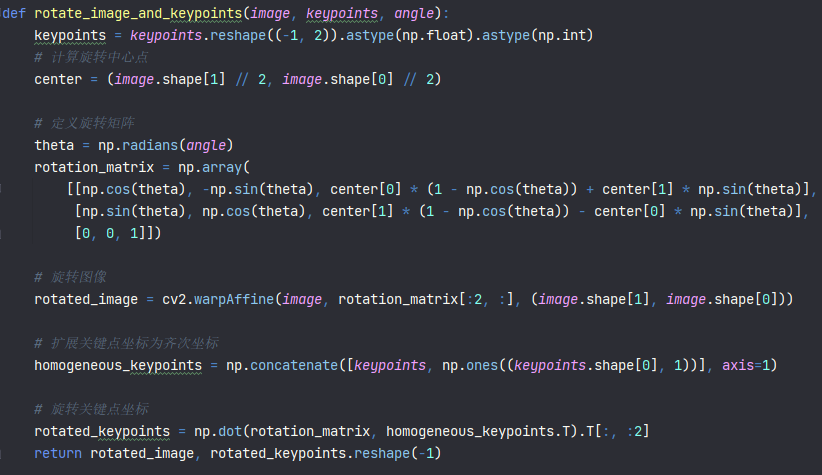 def rotate_image_and_keypoints(image, keypoints, angle):
    keypoints = keypoints.reshape((-1, 2)).astype(np.float).astype(np.int)
    # 计算旋转中心点
    center = (image.shape[1] // 2, image.shape[0] // 2)

    # 定义旋转矩阵
    theta = np.radians(angle)
    rotation_matrix = np.array(
        [[np.cos(theta), -np.sin(theta), center[0] * (1 - np.cos(theta)) + center[1] * np.sin(theta)],
         [np.sin(theta), np.cos(theta), center[1] * (1 - np.cos(theta)) - center[0] * np.sin(theta)],
         [0, 0, 1]])

    # 旋转图像
    rotated_image = cv2.warpAffine(image, rotation_matrix[:2, :], (image.shape[1], image.shape[0]))

    # 扩展关键点坐标为齐次坐标
    homogeneous_keypoints = np.concatenate([keypoints, np.ones((keypoints.shape[0], 1))], axis=1)

    # 旋转关键点坐标
    rotated_keypoints = np.dot(rotation_matrix, homogeneous_keypoints.T).T[:, :2]
    return rotated_image, rotated_keypoints.reshape(-1)